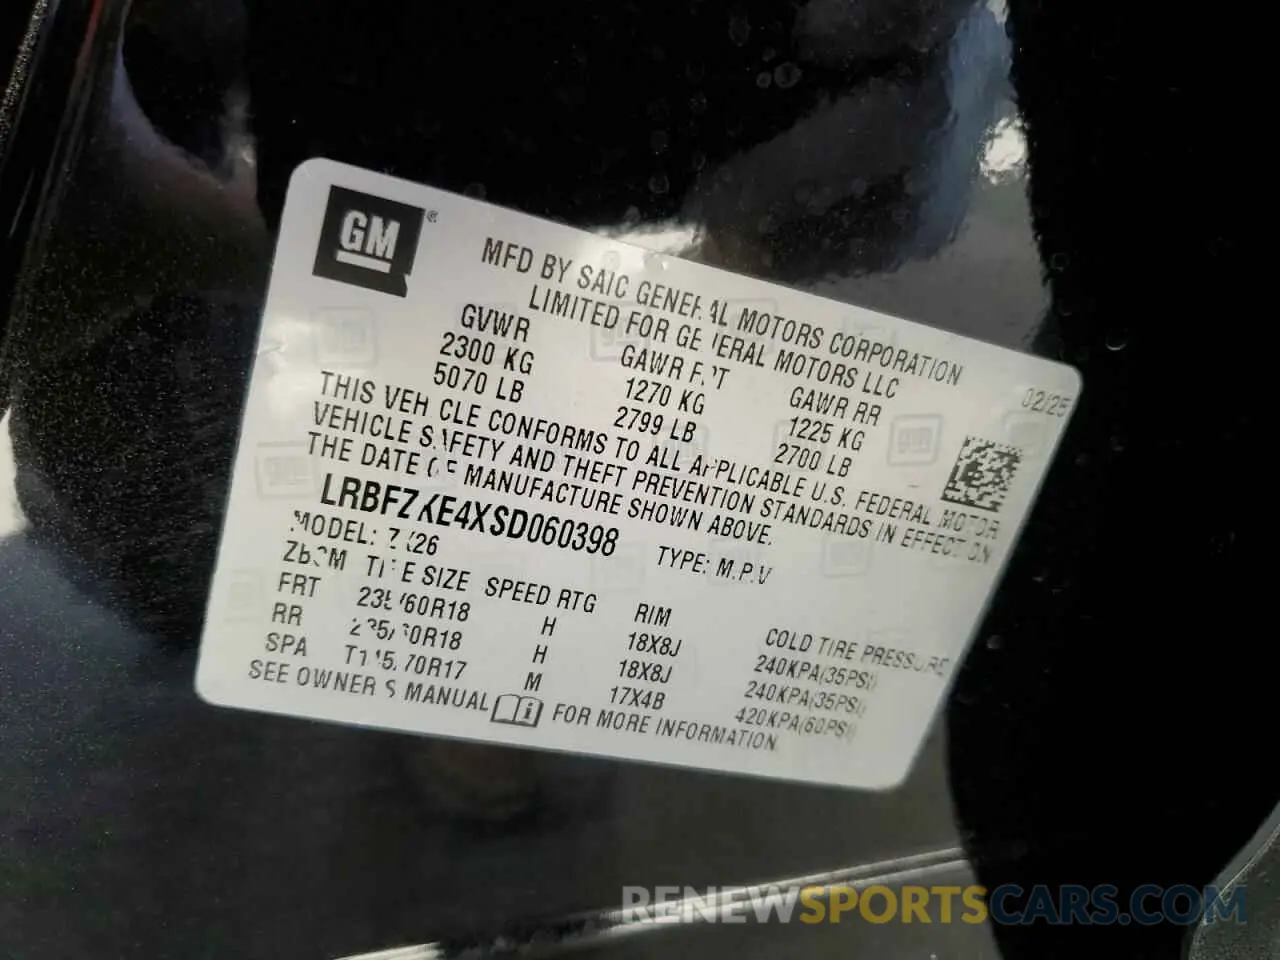 GM®
MFD BY SAIC GENERAL MOTORS CORPORATION
LIMITED FOR GENERAL MOTORS LLC
02/25
GVWR GAWR FRT GAWR RR
2300 KG 1270 KG 1225 KG
5070 LB 2799 LB 2700 LB
THIS VEHICLE CONFORMS TO ALL APPLICABLE U.S. FEDERAL MOTOR
VEHICLE SAFETY AND THEFT PREVENTION STANDARDS IN EFFECT ON
THE DATE OF MANUFACTURE SHOWN ABOVE.
TYPE: M.P.V
MODEL:
TIRE SIZE SPEED RTG RIM COLD TIRE PRESSURE
FRT 235/60R18 H 18X8J 240KPA(35PSI)
RR 235/60R18 H 18X8J 240KPA(35PSI)
SPA M 17X4B 420KPA(60PSI)
SEE OWNER'S MANUAL i FOR MORE INFORMATION
RENEWSPORTSCARS.COM